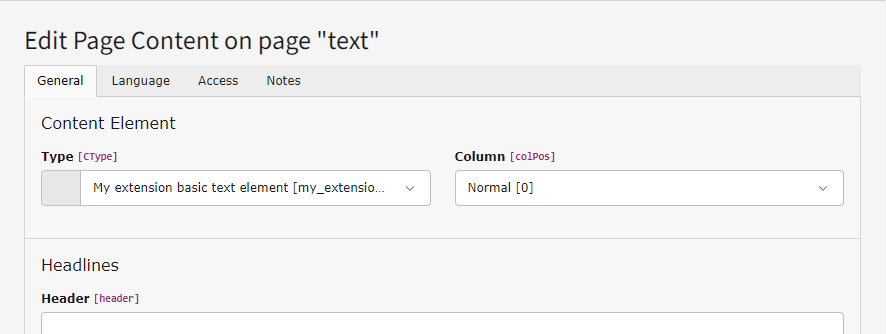 Edit Page Content on page "text"
General Language Access Notes
Content Element
Type [CType] Column [colPos]
My extension basic text element [my_extensio... Normal [0]
Headlines
Header [header]